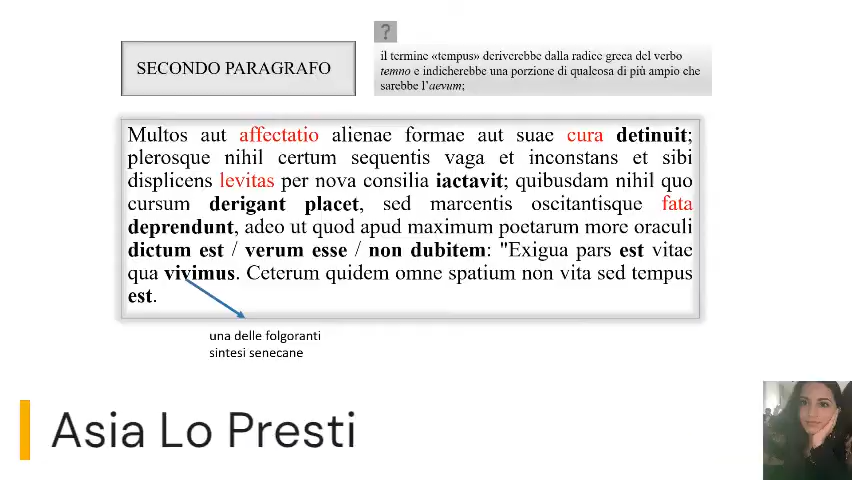 ?
SECONDO PARAGRAFO
il termine «tempus» deriverebbe dalla radice greca del verbo
temno e indicherebbe una porzione di qualcosa di più ampio che
sarebbe l'aevum;
Multos aut affectatio alienae formae aut suae cura detinuit;
plerosque nihil certum sequentis vaga et inconstans et sibi
displicens levitas per nova consilia iactavit; quibusdam nihil quo
cursum derigant placet, sed marcentis oscitantisque fata
deprendunt, adeo ut quod apud maximum poetarum more oraculi
dictum est / verum esse / non dubitem: "Exigua pars est vitae
qua vivimus. Ceterum quidem omne spatium non vita sed tempus
est.
una delle folgoranti
sintesi senecane
Asia Lo Presti